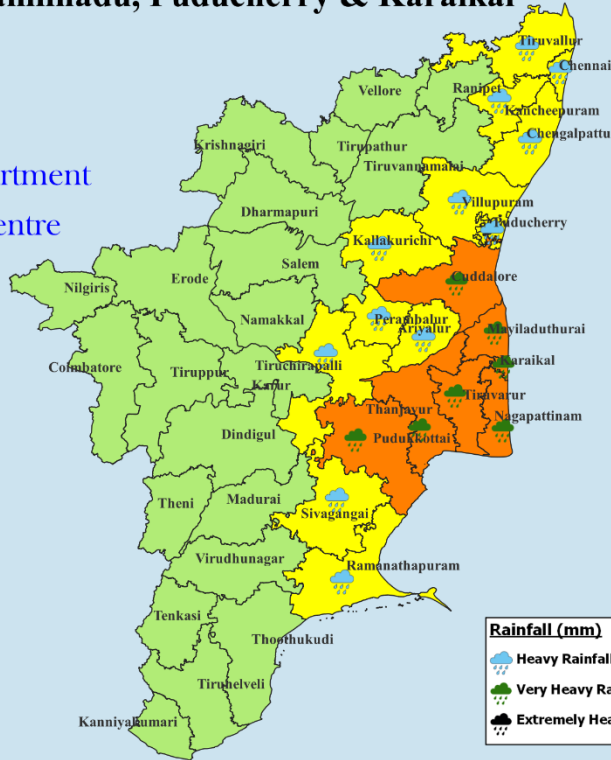 amilnadu, Puducherry & Karaikal
Tiruvallur
Chennai
Vellore
Ranipet
Kancheepuram
Chengalpattu
Krishnagiri
Tirupathur
Tiruvannamalai
rtment
Villupuram
Dharmapuri
entre
Puducherry
Kallakurichi
Salem
Cuddalore
Erode
Nilgiris
Namakkal
Perambalur
Ariyalur
Mayiladuthurai
Coimbatore
Tiruchirapalli
Karaikal
Tiruppur
Karur
Tiruvarur
Thanjavur
Nagapattinam
Dindigul
Pudukkottai
Theni
Madurai
Sivagangai
Virudhunagar
Ramanathapuram
Tenkasi
Thoothukudi
Rainfall (mm)
Heavy Rainfall
Tirunelveli
Very Heavy Ra
Kanniyakumari
Extremely Hea